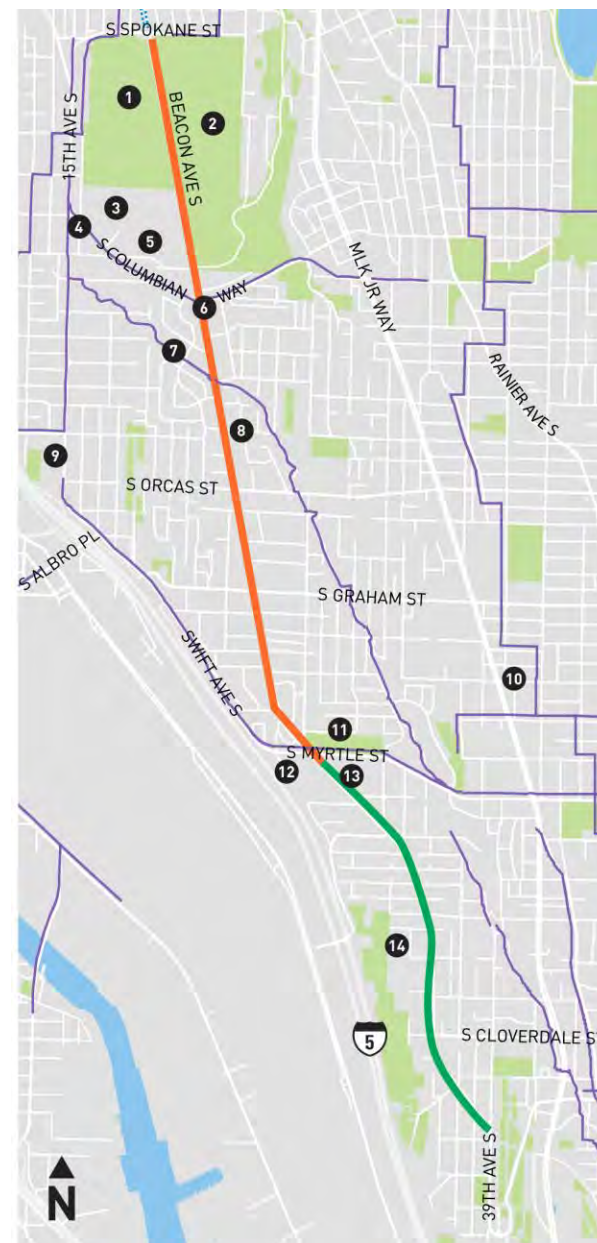 S SPOKANE ST
1
2
BEACON AVE S
15TH AVE S
3
4
5
S COLUMBIAN WAY
6
MLK JR WAY
7
RAINIER AVE S
8
9
S ORCAS ST
S ALBRO PL
S GRAHAM ST
SWIFT AVE S
10
11
S MYRTLE ST
12
13
14
5
S CLOVERDALE ST
39TH AVE S
N